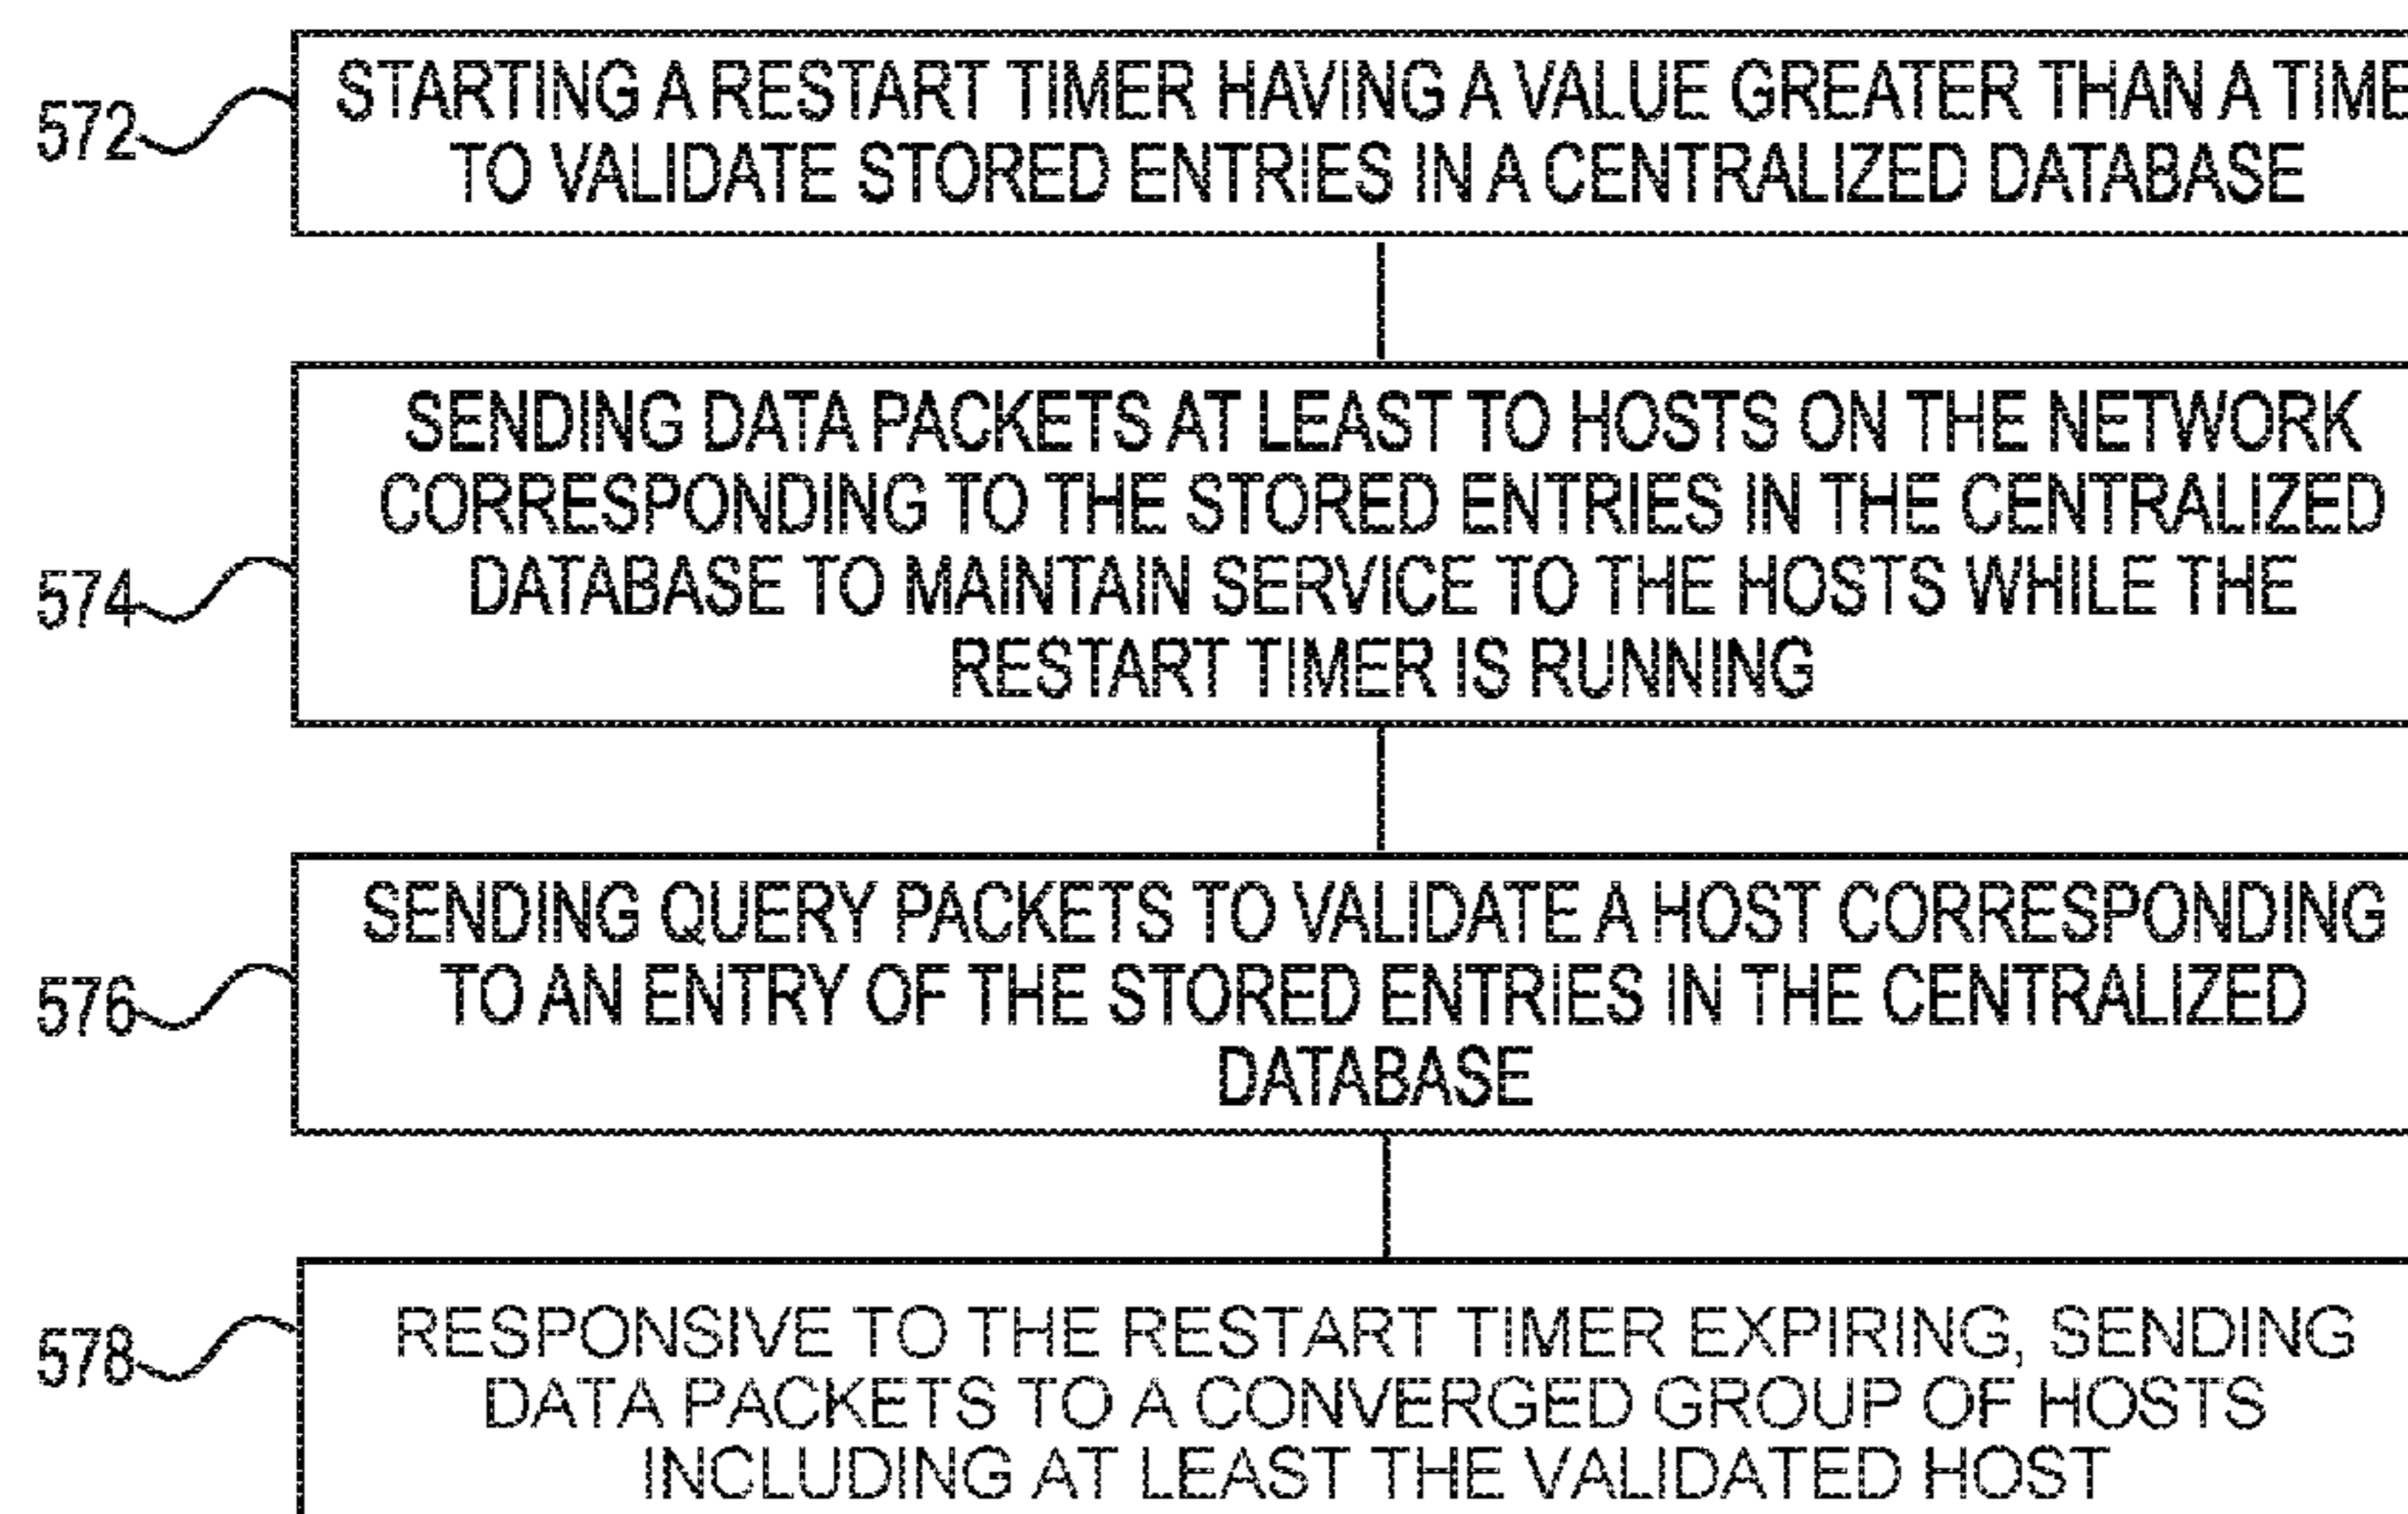 572 STARTING A RESTART TIMER HAVING A VALUE GREATER THAN A TIME
TO VALIDATE STORED ENTRIES IN A CENTRALIZED DATABASE
SENDING DATA PACKETS AT LEAST TO HOSTS ON THE NETWORK
CORRESPONDING TO THE STORED ENTRIES IN THE CENTRALIZED
574 DATABASE TO MAINTAIN SERVICE TO THE HOSTS WHILE THE
RESTART TIMER IS RUNNING
SENDING QUERY PACKETS TO VALIDATE A HOST CORRESPONDING
576 TO AN ENTRY OF THE STORED ENTRIES IN THE CENTRALIZED
DATABASE
578 RESPONSIVE TO THE RESTART TIMER EXPIRING, SENDING
DATA PACKETS TO A CONVERGED GROUP OF HOSTS
INCLUDING AT LEAST THE VALIDATED HOST